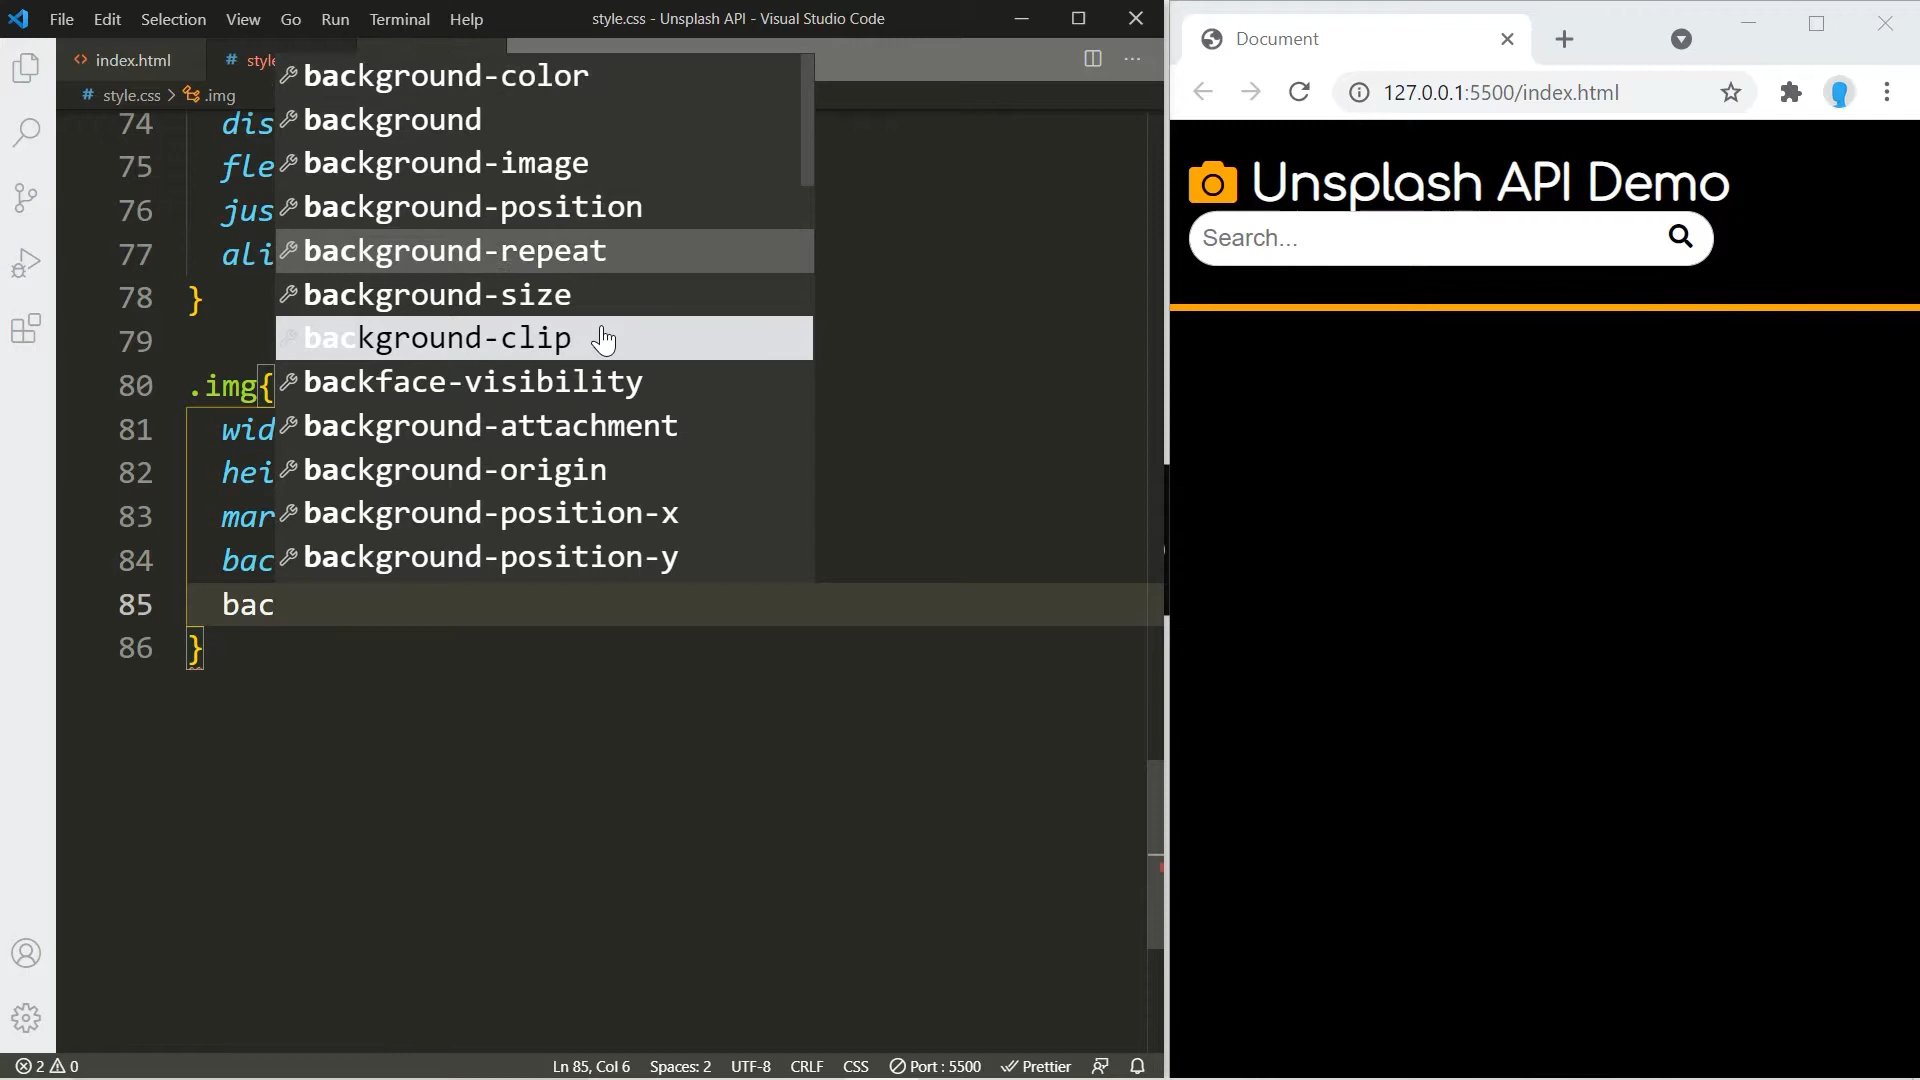 File Edit Selection View Go Run Terminal Help
style.css - Unsplash API - Visual Studio Code
index.html
# style
# style.css > .img
74 dis
75 fle
76 jus
77 ali
78 }
79
80 .img{
81 wid
82 hei
83 mar
84 bac
85 bac
86 }
background-color
background
background-image
background-position
background-repeat
background-size
background-clip
backface-visibility
background-attachment
background-origin
background-position-x
background-position-y
2 0
Ln 85, Col 6 Spaces: 2 UTF-8 CRLF CSS Port : 5500 Prettier
Document
127.0.0.1:5500/index.html
Unsplash API Demo
Search...